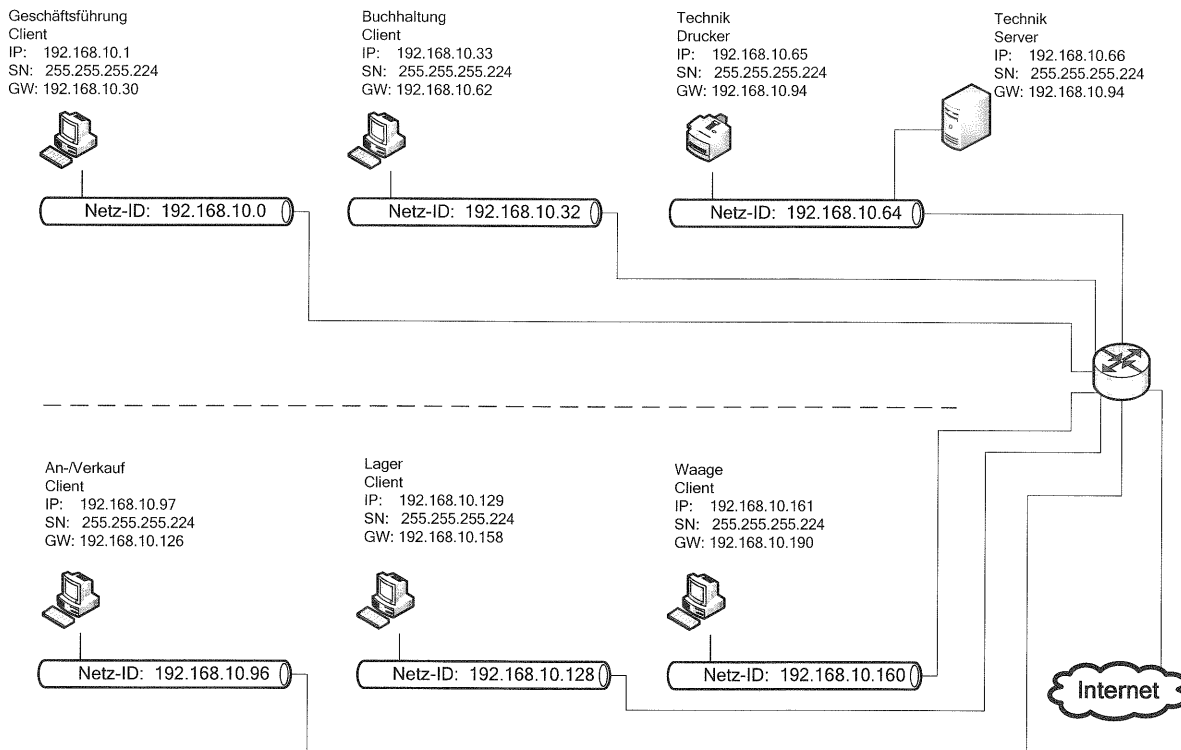 Geschäftsführung
Client
IP: 192.168.10.1
SN: 255.255.255.224
GW: 192.168.10.30
Buchhaltung
Client
IP: 192.168.10.33
SN: 255.255.255.224
GW: 192.168.10.62
Technik
Drucker
IP: 192.168.10.65
SN: 255.255.255.224
GW: 192.168.10.94
Technik
Server
IP: 192.168.10.66
SN: 255.255.255.224
GW: 192.168.10.94
Netz-ID: 192.168.10.0
Netz-ID: 192.168.10.32
Netz-ID: 192.168.10.64
An-/Verkauf
Client
IP: 192.168.10.97
SN: 255.255.255.224
GW: 192.168.10.126
Lager
Client
IP: 192.168.10.129
SN: 255.255.255.224
GW: 192.168.10.158
Waage
Client
IP: 192.168.10.161
SN: 255.255.255.224
GW: 192.168.10.190
Netz-ID: 192.168.10.96
Netz-ID: 192.168.10.128
Netz-ID: 192.168.10.160
Internet